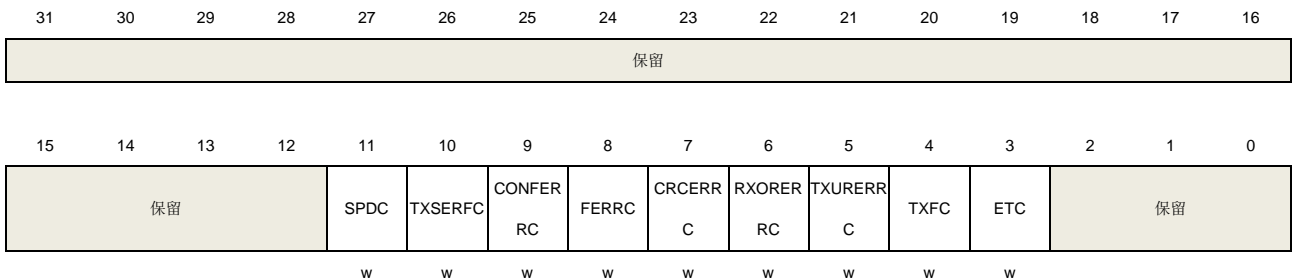 31 30 29 28 27 26 25 24 23 22 21 20 19 18 17 16
保留
15 14 13 12 11 10 9 8 7 6 5 4 3 2 1 0
保留 SPDC TXSERFC CONFER RC FERRC CRCERR C RXORER RC TXURERR C TXFC ETC 保留
w w w w w w w w w